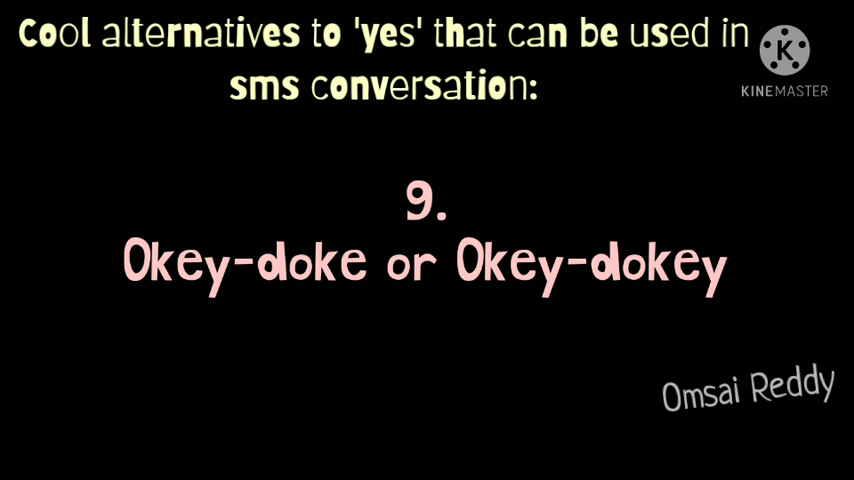 Cool alternatives to 'yes' that can be used in
sms conversation:
K
KINEMASTER
9.
Okey-doke or Okey-dokey
Omsai Reddy